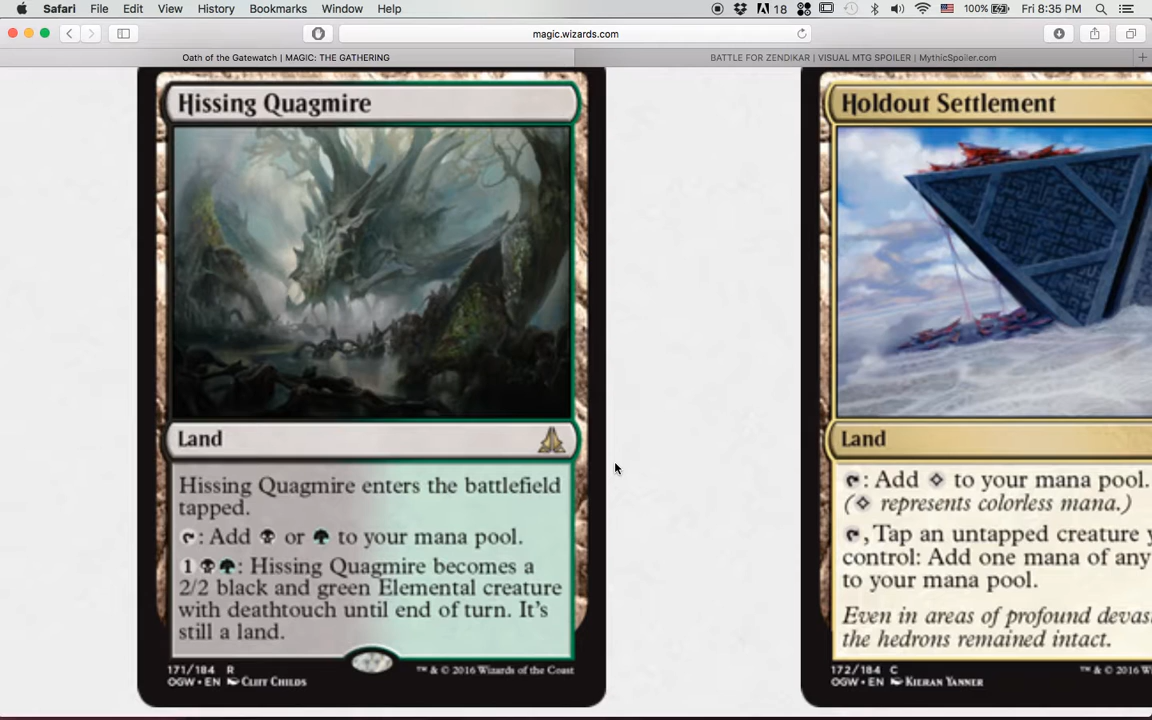 Safari File Edit View History Bookmarks Window Help 18 100% Fri 8:35 PM
magic.wizards.com
Oath of the Gatewatch | MAGIC: THE GATHERING
BATTLE FOR ZENDIKAR | VISUAL MTG SPOILER | MythicSpoiler.com
Hissing Quagmire
Land
Hissing Quagmire enters the battlefield
tapped.
: Add or to your mana pool.
1 : Hissing Quagmire becomes a
2/2 black and green Elemental creature
with deathtouch until end of turn. It's
still a land.
171/184 R
OGW • EN Cliff Childs
™ & © 2016 Wizards of the Coast
Holdout Settlement
Land
: Add to your mana pool.
( represents colorless mana.)
, Tap an untapped creature y
control: Add one mana of any
to your mana pool.
Even in areas of profound devas
the hedrons remained intact.
172/184 C
OGW • EN Kieran Yanner
™ & © 2016 W